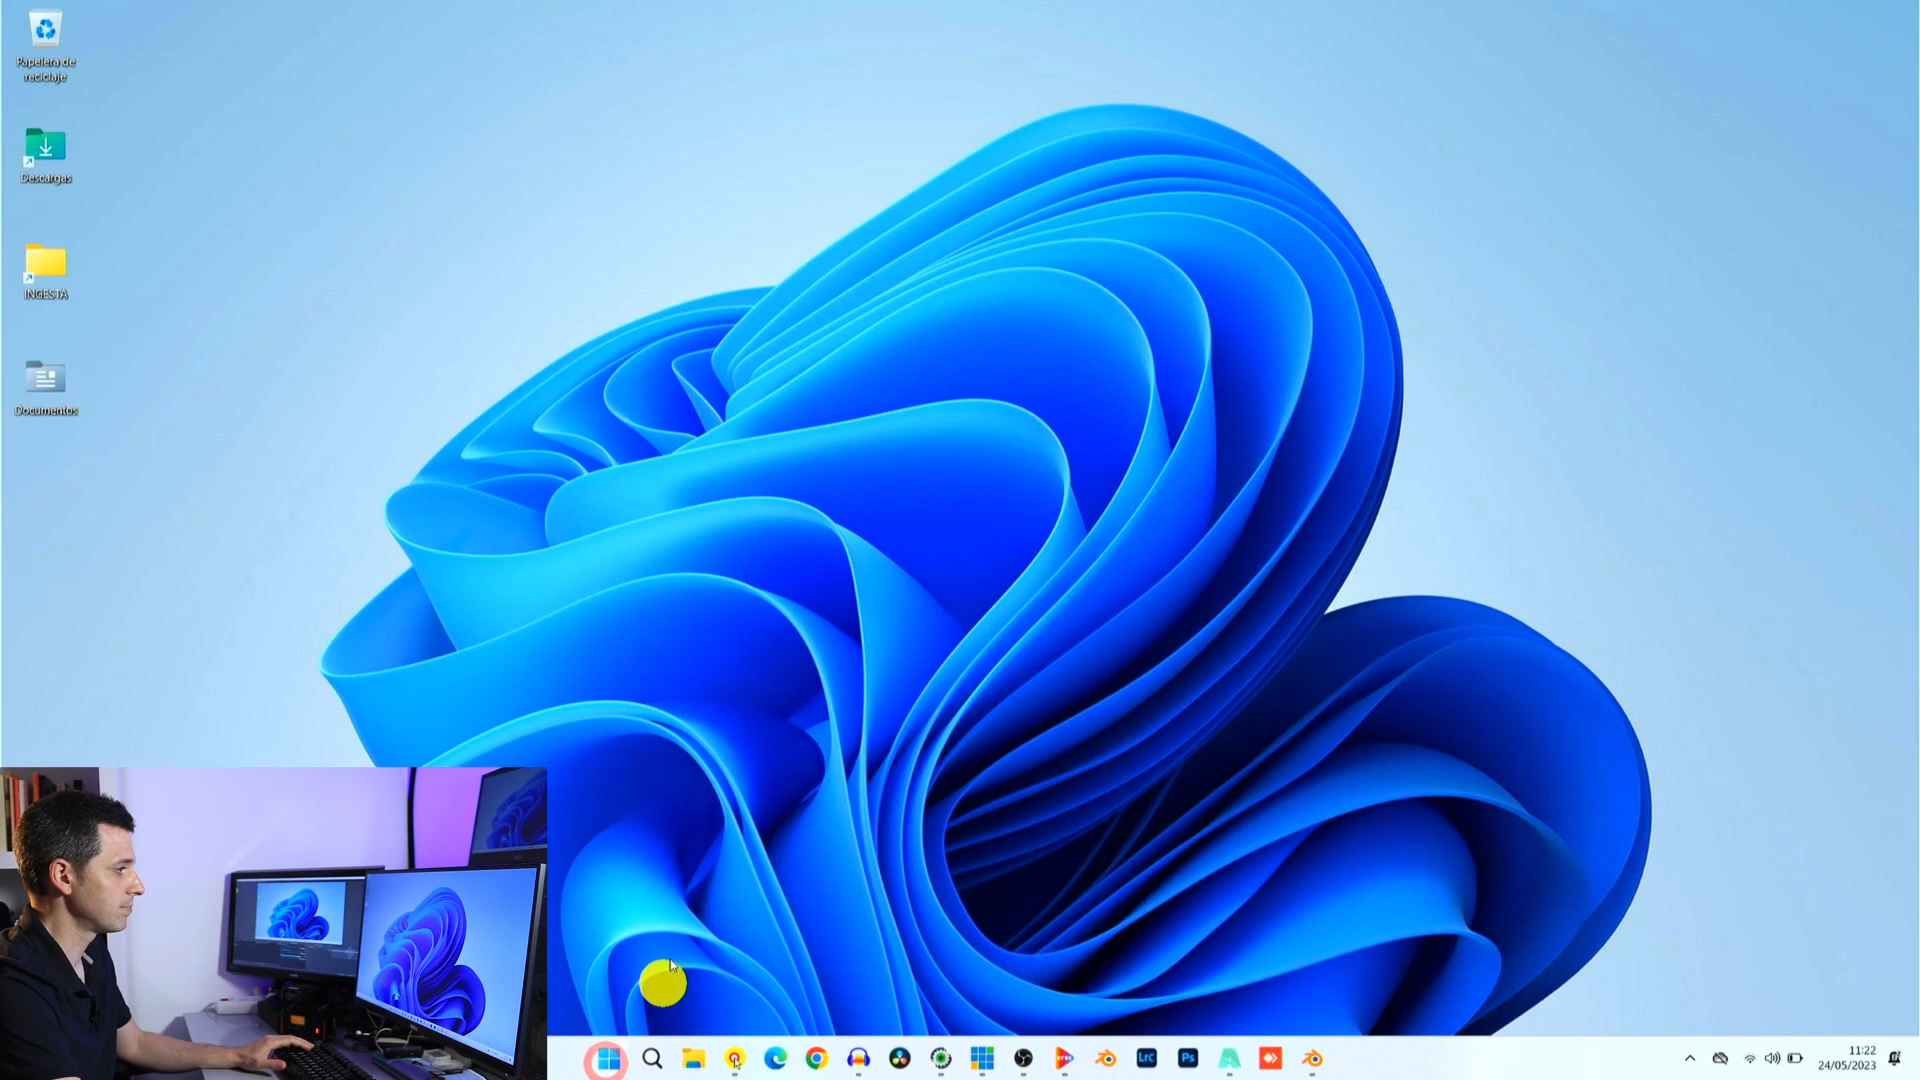 Papelera de
reciclaje
Descargas
INGESTA
Documentos
Lrc
Ps
11:22
24/05/2023